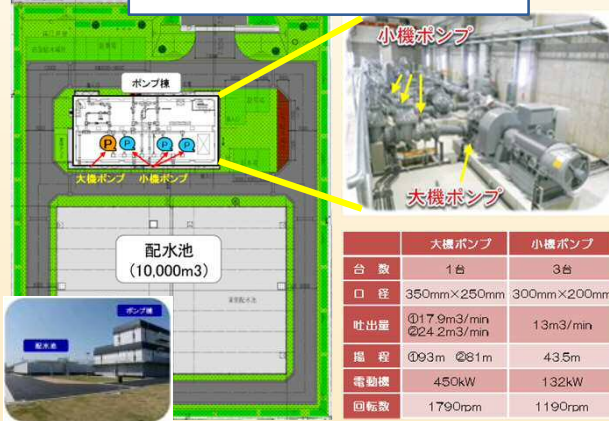 ポンプ棟
P P P P
大機ポンプ 小機ポンプ
配水池
(10,000m3)
ポンプ棟
配水池
小機ポンプ
大機ポンプ
大機ポンプ 小機ポンプ
台 数 1台 3台
口 径 350mm×250mm 300mm×200mm
吐出量 ①17.9m3/min ②24.2m3/min 13m3/min
揚 程 ①93m ②81m 43.5m
電動機 450kW 132kW
回転数 1790rpm 1190rpm